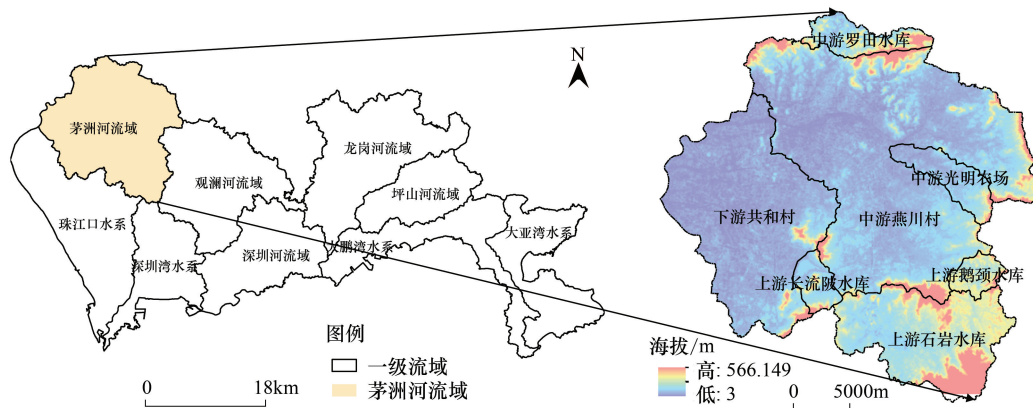 N
茅洲河流域
观澜河流域
龙岗河流域
坪山河流域
珠江口水系
深圳湾水系
深圳河流域
大鹏湾水系
大亚湾水系
图例
一级流域
茅洲河流域
0 18km
中游罗田水库
中游光明农场
下游共和村
中游燕川村
上游长流陂水库
上游鹅颈水库
上游石岩水库
海拔/m
高: 566.149
低: 3
0 5000m